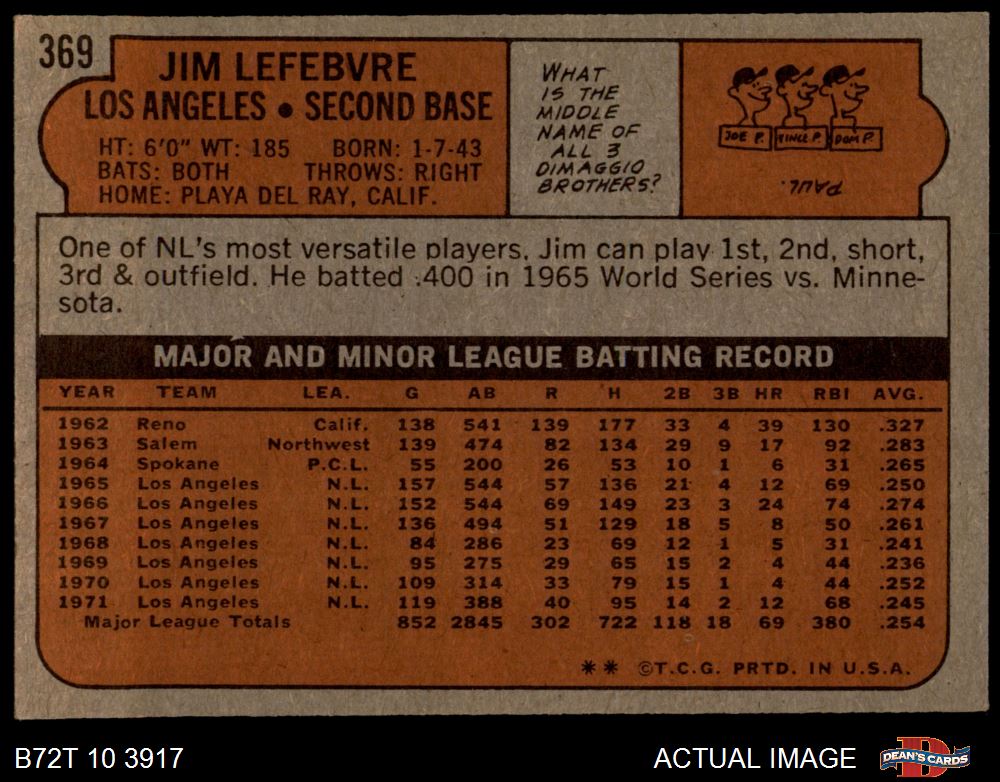 369
JIM LEFEBVRE
LOS ANGELES • SECOND BASE
HT: 6'0" WT: 185 BORN: 1-7-43
BATS: BOTH THROWS: RIGHT
HOME: PLAYA DEL RAY, CALIF.
WHAT
IS THE
MIDDLE
NAME OF
ALL 3
DIMAGGIO
BROTHERS?
JOE P. VINCE P. DOM P.
PAUL.
One of NL's most versatile players, Jim can play 1st, 2nd, short,
3rd & outfield. He batted .400 in 1965 World Series vs. Minne-
sota.
MAJOR AND MINOR LEAGUE BATTING RECORD
YEAR TEAM LEA. G AB R H 2B 3B HR RBI AVG.
1962 Reno Calif. 138 541 139 177 33 4 39 130 .327
1963 Salem Northwest 139 474 82 134 29 9 17 92 .283
1964 Spokane P.C.L. 55 200 26 53 10 1 6 31 .265
1965 Los Angeles N.L. 157 544 57 136 21 4 12 69 .250
1966 Los Angeles N.L. 152 544 69 149 23 3 24 74 .274
1967 Los Angeles N.L. 136 494 51 129 18 5 8 50 .261
1968 Los Angeles N.L. 84 286 23 69 12 1 5 31 .241
1969 Los Angeles N.L. 95 275 29 65 15 2 4 44 .236
1970 Los Angeles N.L. 109 314 33 79 15 1 4 44 .252
1971 Los Angeles N.L. 119 388 40 95 14 2 12 68 .245
Major League Totals 852 2845 302 722 118 18 69 380 .254
** ©T.C.G. PRTD. IN U.S.A.
B72T 10 3917 ACTUAL IMAGE DEAN'S CARDS